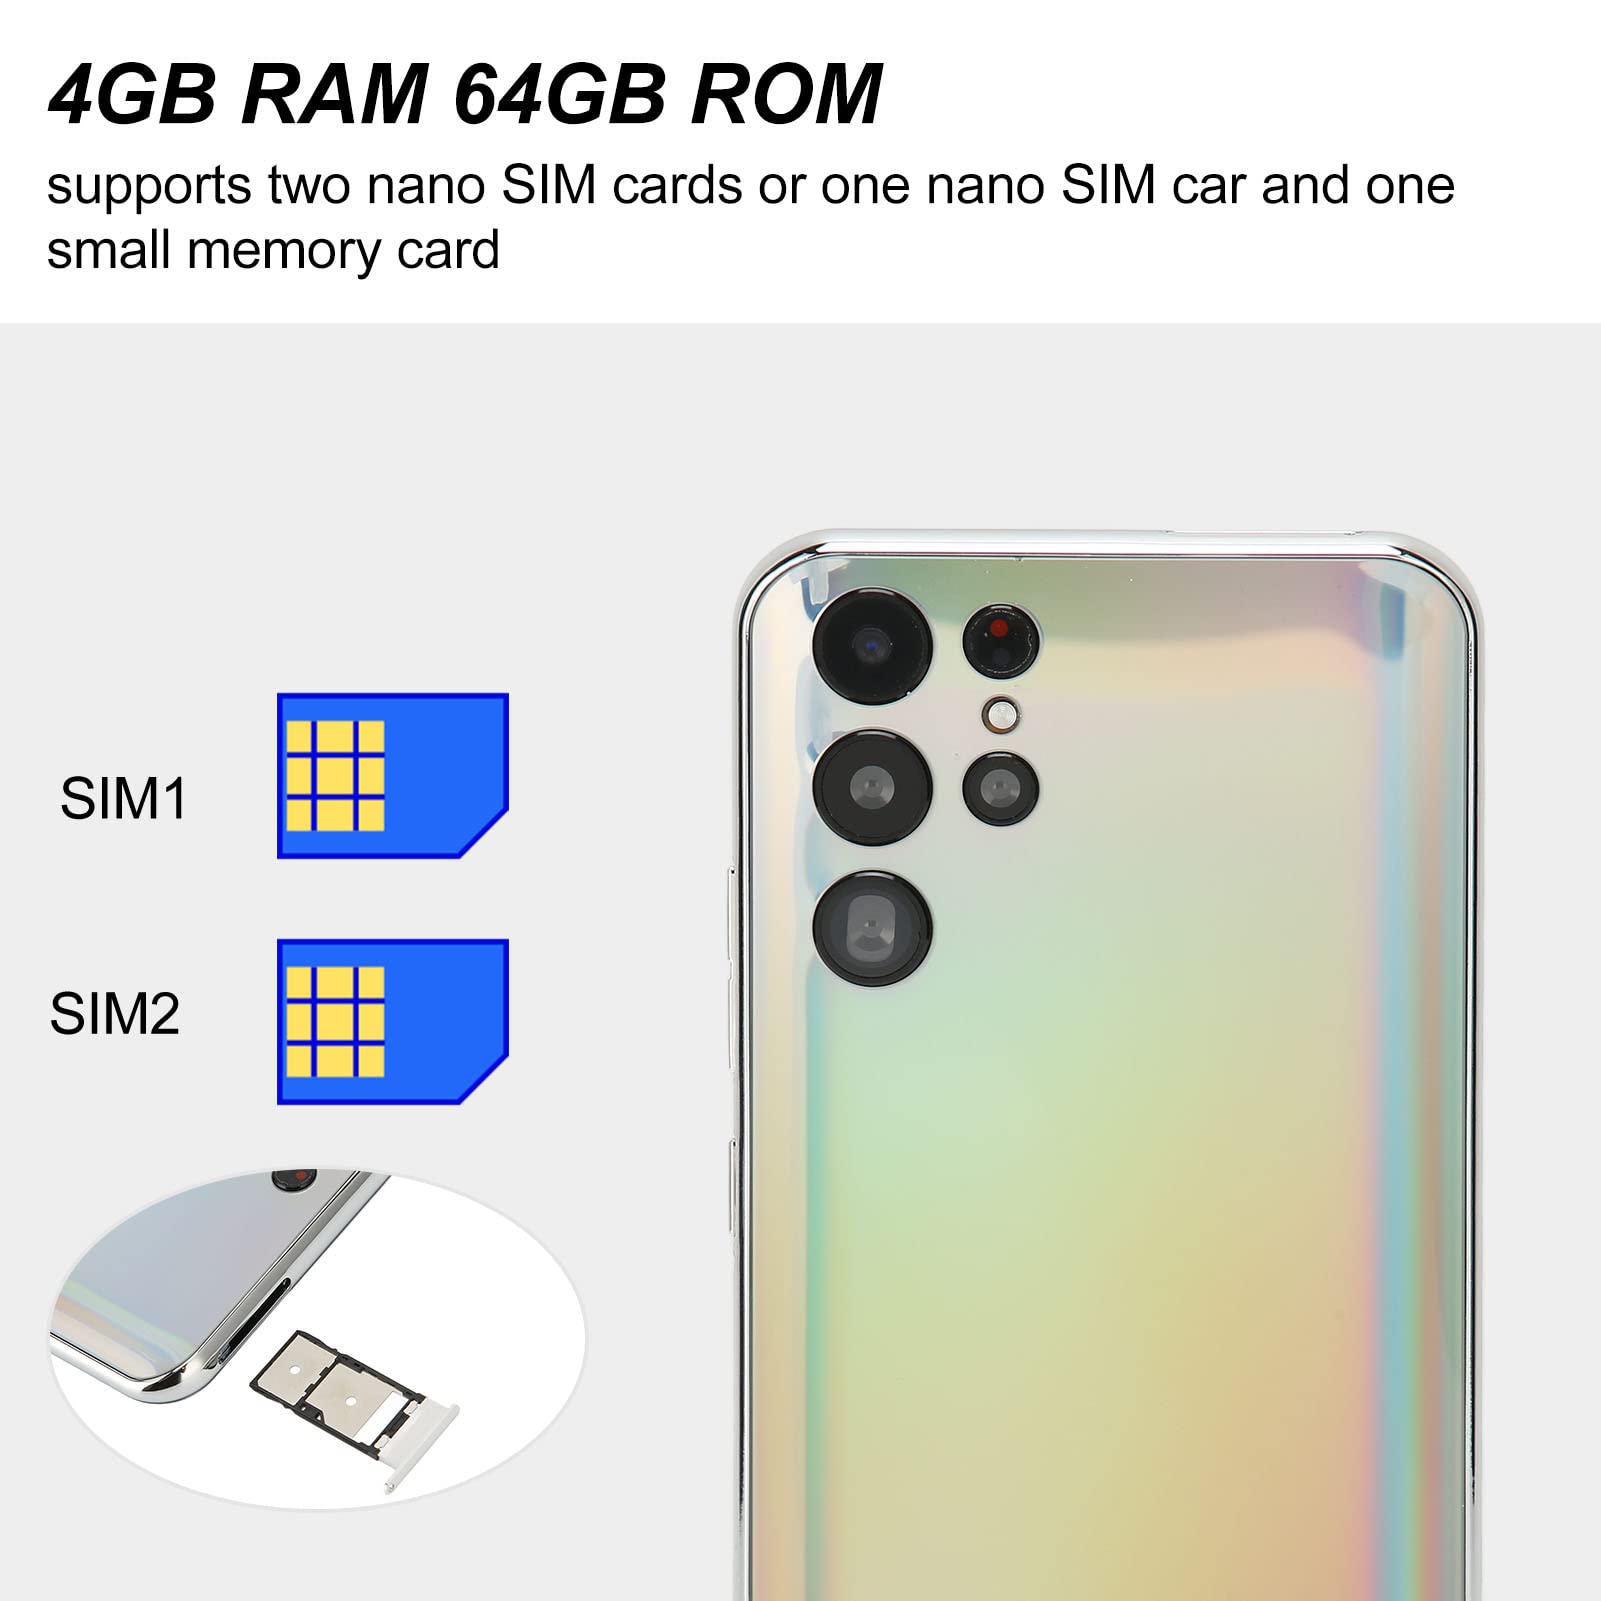 4GB RAM 64GB ROM
supports two nano SIM cards or one nano SIM car and one
small memory card
SIM1
SIM2